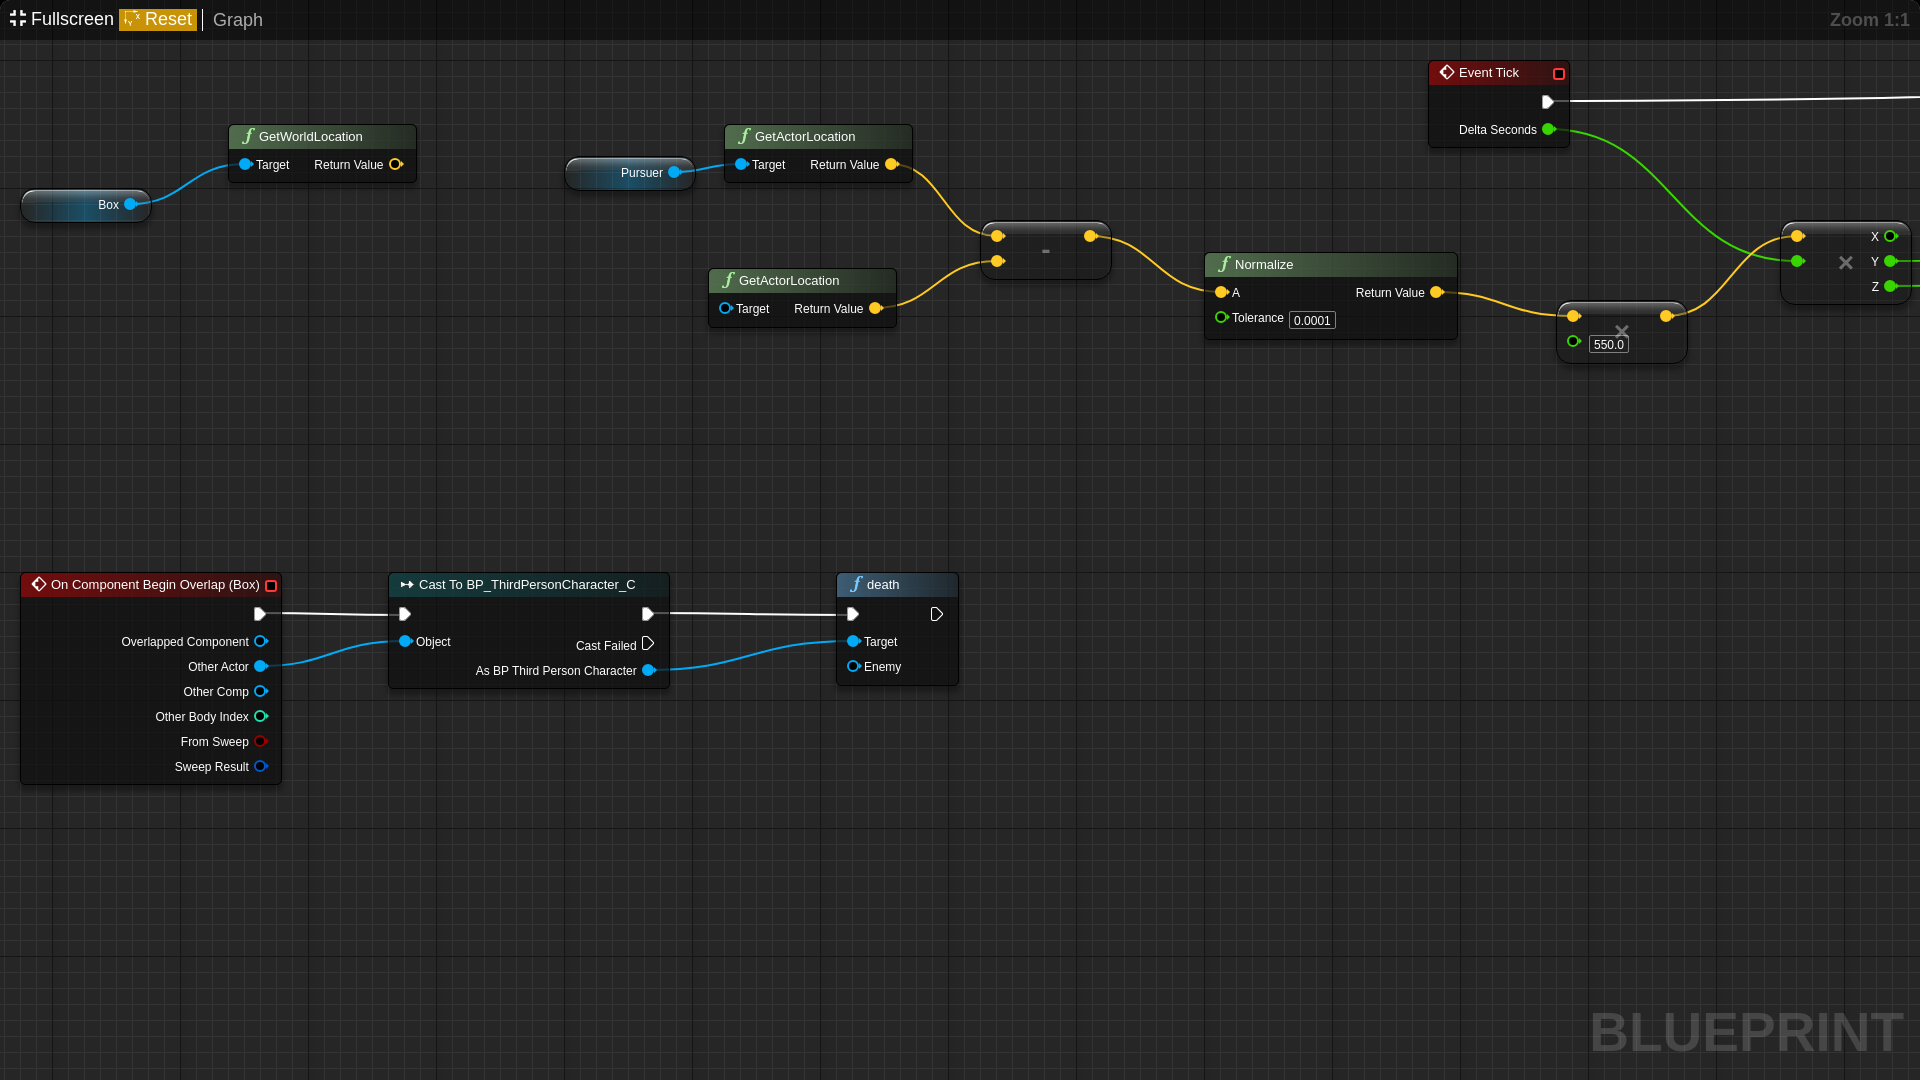 Fullscreen Reset Graph Zoom 1:1
Event Tick
Delta Seconds
GetWorldLocation
Target Return Value
Box
Pursuer
GetActorLocation
Target Return Value
GetActorLocation
Target Return Value
-
Normalize
A Return Value
Tolerance 0.0001
×
550.0
X
×
Y
Z
On Component Begin Overlap (Box)
Overlapped Component
Other Actor
Other Comp
Other Body Index
From Sweep
Sweep Result
Cast To BP_ThirdPersonCharacter_C
Object
Cast Failed
As BP Third Person Character
death
Target
Enemy
BLUEPRINT